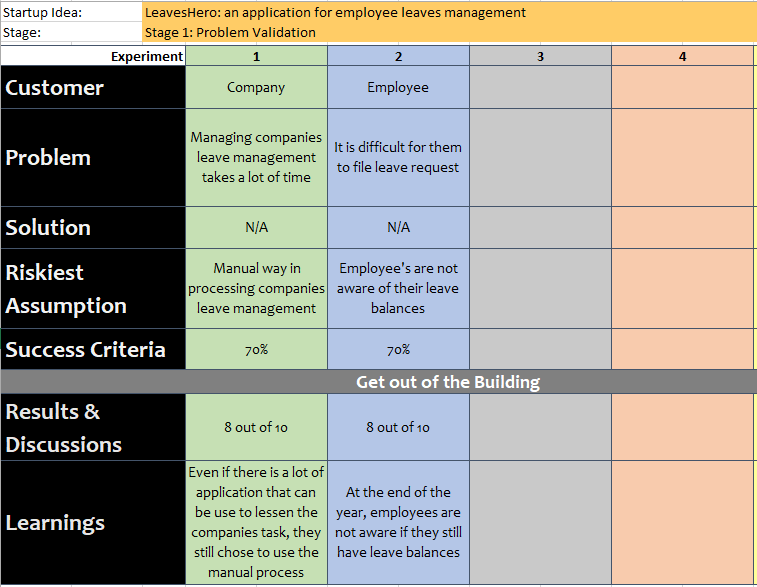 Startup Idea: LeavesHero: an application for employee leaves management
Stage: Stage 1: Problem Validation
Experiment 1 2 3 4
Customer
Company
Employee
Problem
Managing companies
leave management
takes a lot of time
It is difficult for them
to file leave request
Solution
N/A
N/A
Riskiest
Assumption
Manual way in
processing companies
leave management
Employee's are not
aware of their leave
balances
Success Criteria
70%
70%
Get out of the Building
Results &
Discussions
8 out of 10
8 out of 10
Learnings
Even if there is a lot of
application that can
be use to lessen the
companies task, they
still chose to use the
manual process
At the end of the
year, employees are
not aware if they still
have leave balances